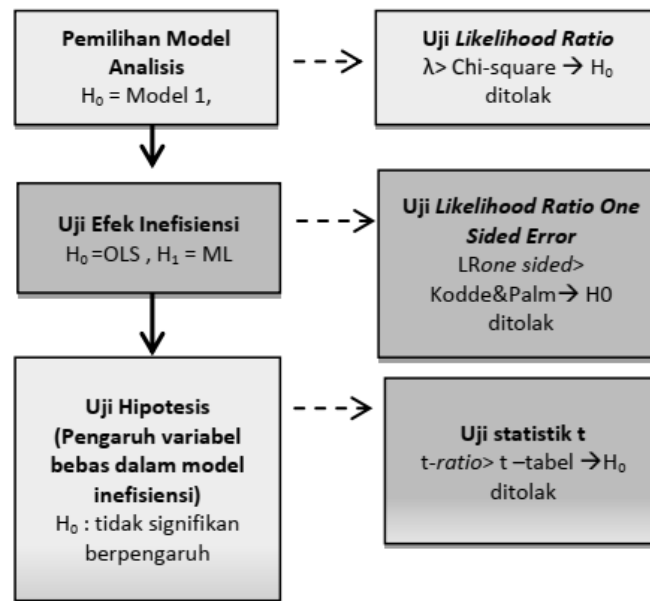 Pemilihan Model
Analisis
H₀ = Model 1,
Uji Likelihood Ratio
λ> Chi-square → H₀
ditolak
Uji Efek Inefisiensi
H₀ =OLS , H₁ = ML
Uji Likelihood Ratio One
Sided Error
LRone sided>
Kodde&Palm→ H0
ditolak
Uji Hipotesis
(Pengaruh variabel
bebas dalam model
inefisiensi)
H₀ : tidak signifikan
berpengaruh
Uji statistik t
t-ratio> t –tabel →H₀
ditolak